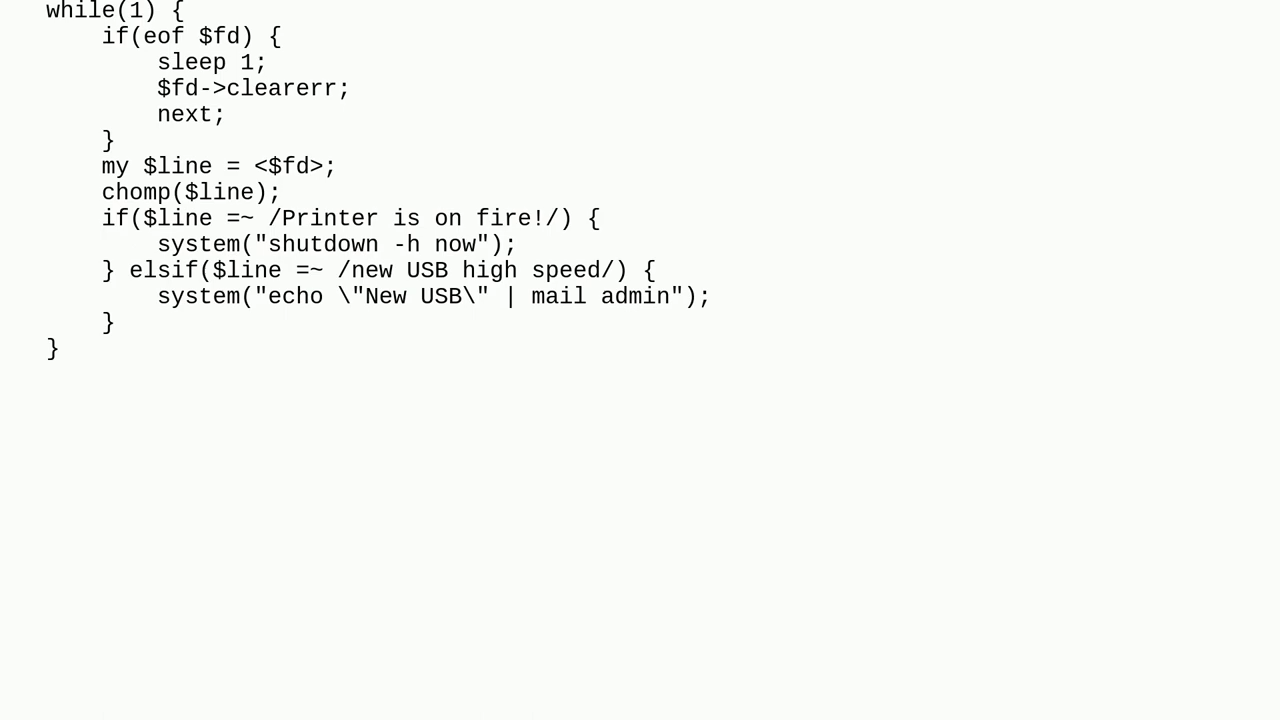 while(1) {
    if(eof $fd) {
        sleep 1;
        $fd->clearerr;
        next;
    }
    my $line = <$fd>;
    chomp($line);
    if($line =~ /Printer is on fire!/) {
        system("shutdown -h now");
    } elsif($line =~ /new USB high speed/) {
        system("echo \"New USB\" | mail admin");
    }
}